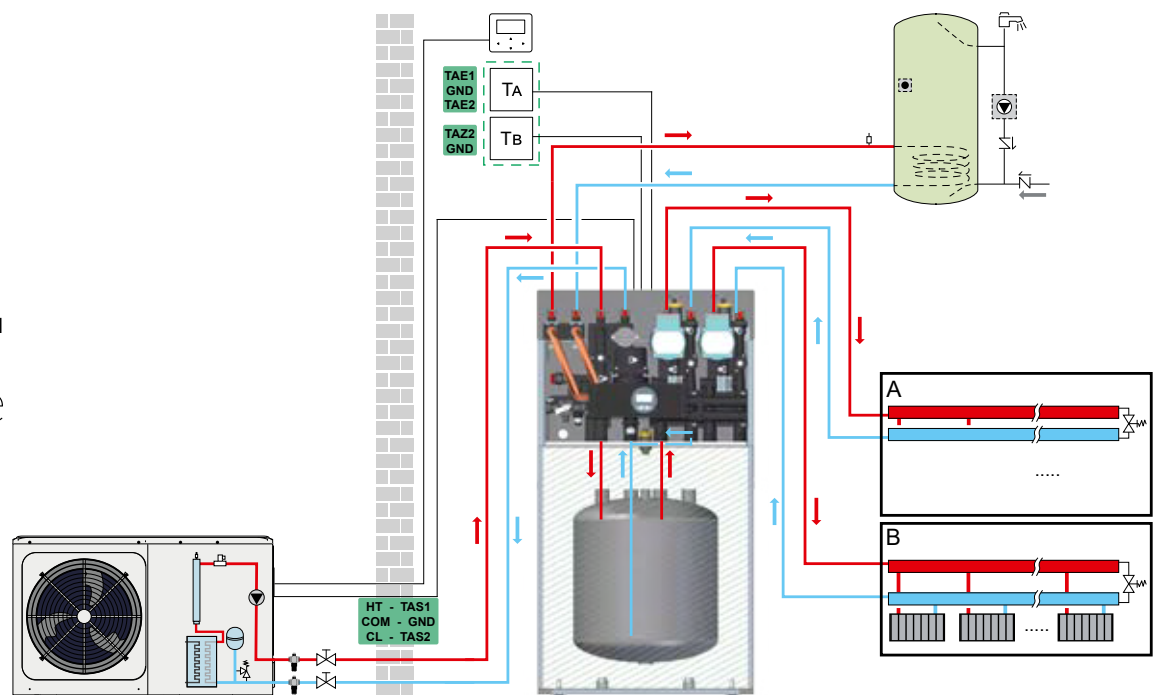 TAE1
GND
TAE2
TA
TAZ2
GND
TB
A
.....
B
.....
HT - TAS1
COM - GND
CL - TAS2